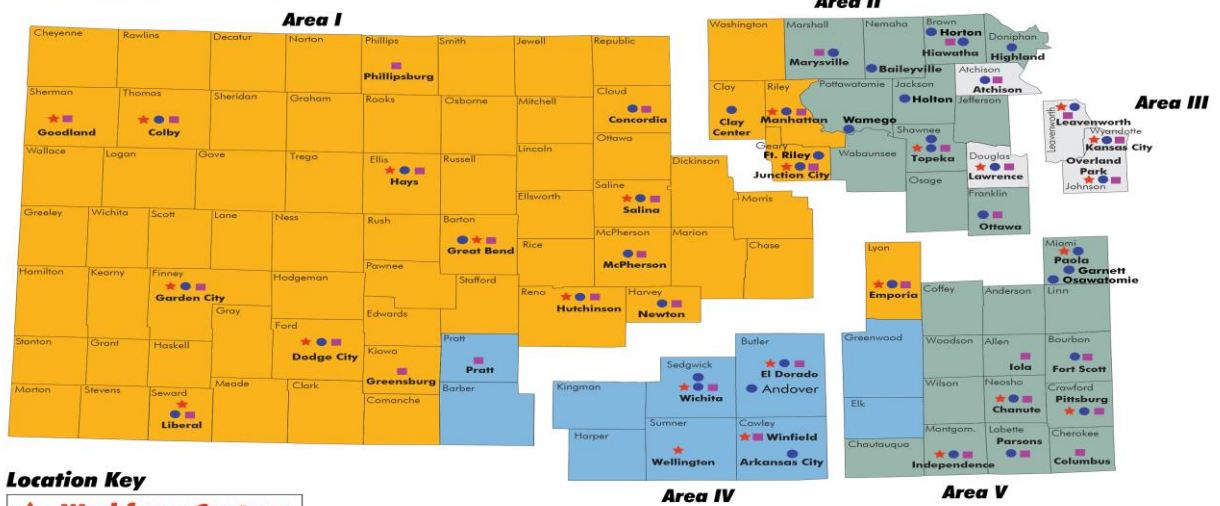 Area I
Cheyenne
Rawlins
Decatur
Norton
Phillips
Smith
Jewell
Republic
Phillipsburg
Sherman
Thomas
Sheridan
Graham
Rooks
Osborne
Mitchell
Cloud
Goodland
Colby
Concordia
Ottawa
Wallace
Logan
Gove
Trego
Ellis
Hays
Russell
Lincoln
Dickinson
Saline
Salina
Ellsworth
Morris
Greeley
Wichita
Scott
Lane
Ness
Rush
Barton
Great Bend
Rice
McPherson
McPherson
Marion
Chase
Hamilton
Kearny
Finney
Garden City
Hodgeman
Pawnee
Stafford
Reno
Hutchinson
Harvey
Newton
Gray
Ford
Dodge City
Edwards
Stanton
Grant
Haskell
Kiowa
Greensburg
Pratt
Pratt
Morton
Stevens
Seward
Liberal
Meade
Clark
Comanche
Barber
Area II
Washington
Marshall
Nemaha
Brown
Horton
Doniphan
Marysville
Hiawatha
Highland
Baileyville
Atchison
Atchison
Clay
Riley
Pottawatomie
Jackson
Holton
Jefferson
Clay
Center
Manhattan
Wamego
Shawnee
Topeka
Geary
Ft. Riley
Junction City
Wabaunsee
Douglas
Lawrence
Osage
Franklin
Ottawa
Area III
Leavenworth
Leavenworth
Wyandotte
Kansas City
Overland
Park
Johnson
Lyon
Emporia
Miami
Paola
Garnett
Osawatomie
Coffey
Anderson
Linn
Greenwood
Woodson
Allen
Iola
Bourbon
Fort Scott
Elk
Wilson
Neosho
Chanute
Crawford
Pittsburg
Chautauqua
Montgom.
Independence
Labette
Parsons
Cherokee
Columbus
Area V
Butler
El Dorado
Andover
Sedgwick
Wichita
Kingman
Harper
Sumner
Wellington
Cowley
Winfield
Arkansas City
Area IV
Location Key